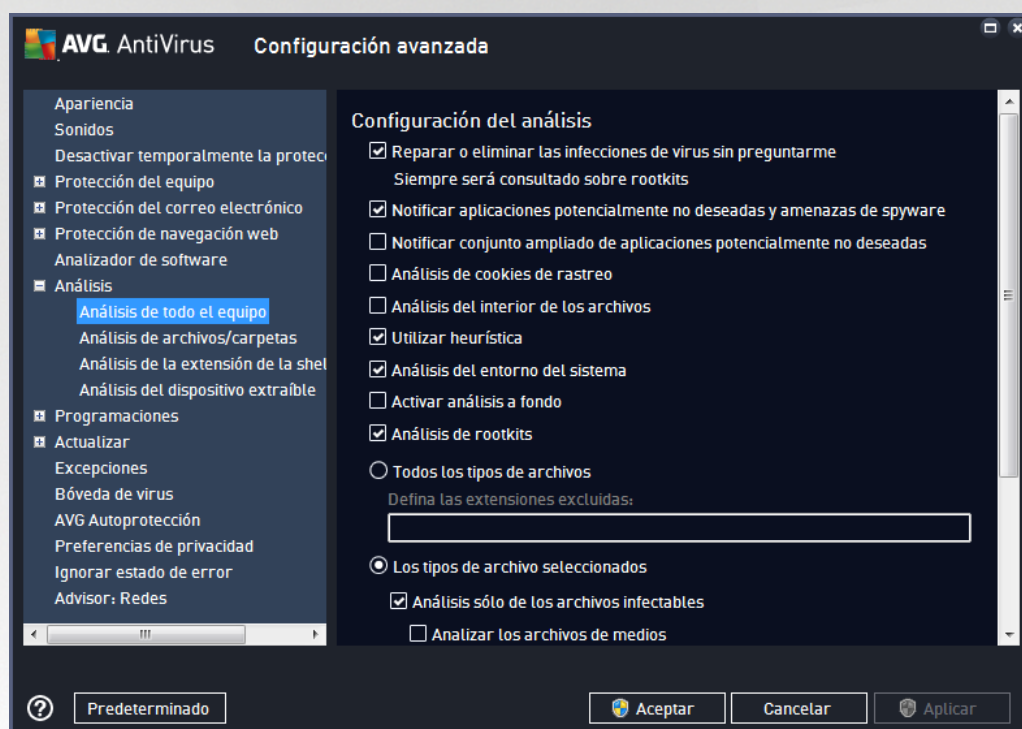 AVG. AntiVirus Configuración avanzada
Apariencia
Sonidos
Desactivar temporalmente la protec
Protección del equipo
Protección del correo electrónico
Protección de navegación web
Analizador de software
Análisis
Análisis de todo el equipo
Análisis de archivos/carpetas
Análisis de la extensión de la shel
Análisis del dispositivo extraíble
Programaciones
Actualizar
Excepciones
Bóveda de virus
AVG Autoprotección
Preferencias de privacidad
Ignorar estado de error
Advisor: Redes
Configuración del análisis
Reparar o eliminar las infecciones de virus sin preguntarme
Siempre será consultado sobre rootkits
Notificar aplicaciones potencialmente no deseadas y amenazas de spyware
Notificar conjunto ampliado de aplicaciones potencialmente no deseadas
Análisis de cookies de rastreo
Análisis del interior de los archivos
Utilizar heurística
Análisis del entorno del sistema
Activar análisis a fondo
Análisis de rootkits
Todos los tipos de archivos
Defina las extensiones excluidas:
Los tipos de archivo seleccionados
Análisis sólo de los archivos infectables
Analizar los archivos de medios
? Predeterminado
Aceptar
Cancelar
Aplicar